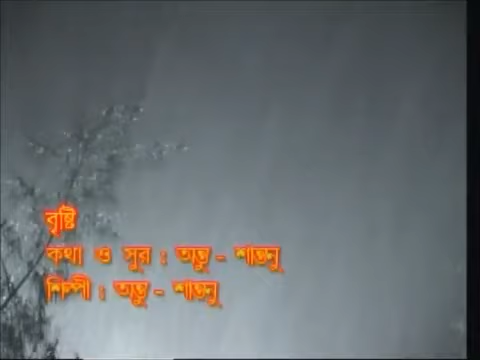 বৃষ্টি
কথা ও সুর : অন্তু - শান্তনু
শিল্পী : অন্তু - শান্তনু